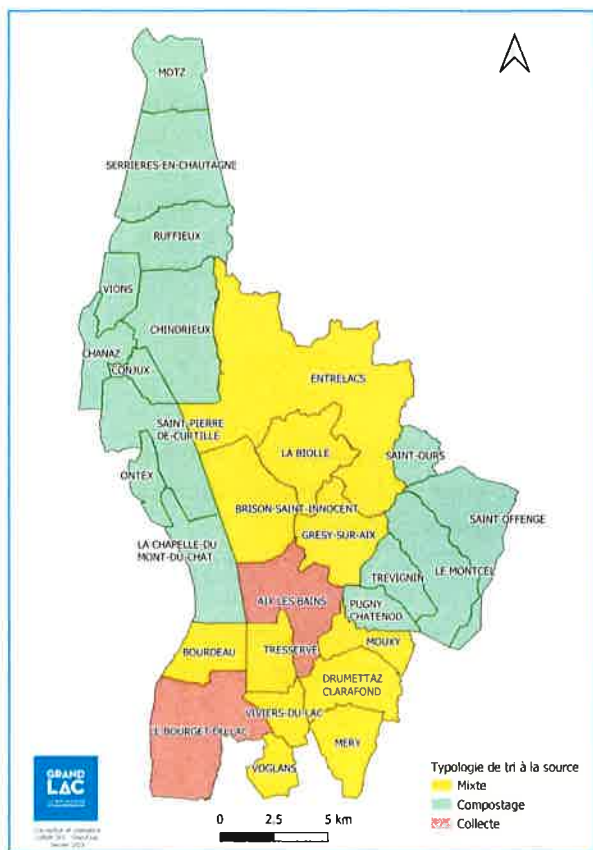 MOTZ
SERRIERES-EN-CHAUTAGNE
RUFFIEUX
VIONS
CHINDRIEUX
CHANAZ
CONJUX
ENTRELACS
SAINT-PIERRE
DE-CURTILLE
LA BIOLLE
SAINT-OURS
ONTEX
BRISON-SAINT-INNOCENT
SAINT OFFENGE
GRESY-SUR-AIX
LA CHAPELLE-DU
MONT-DU-CHAT
LE MONTCEL
TREVIGNIN
AIX LES BAINS
PUGNY
CHATENOD
MOUXY
BOURDEAU
TRESSERVE
DRUMETTAZ
CLARAFOND
VIVIERS-DU-LAC
LE BOURGET-DU-LAC
MERY
VOGLANS
GRAND
LAC
Typologie de tri à la source
Mixte
Compostage
Collecte
0 2.5 5 km